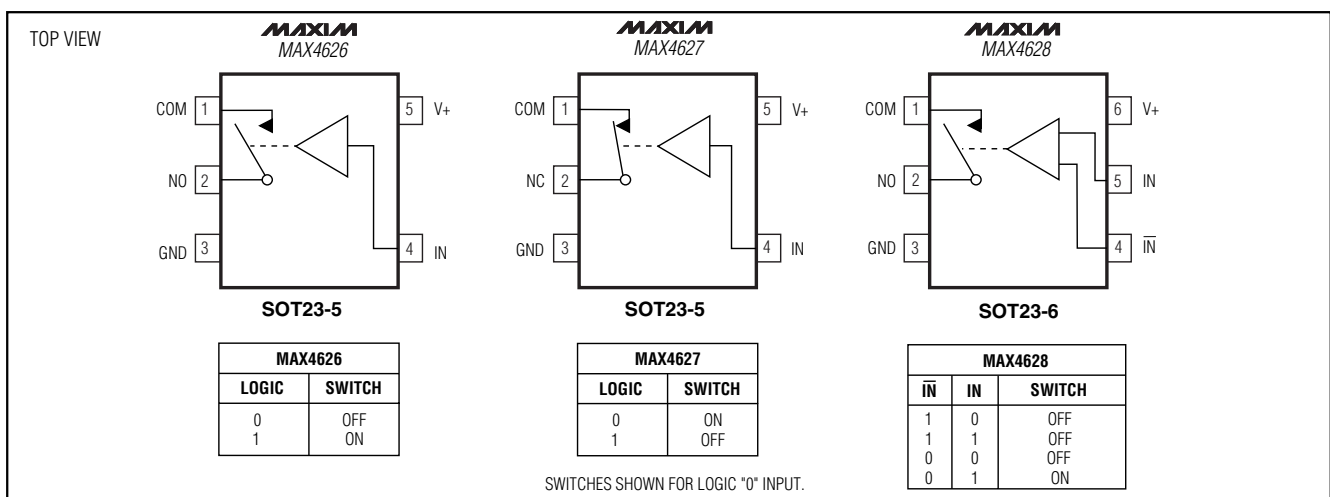 TOP VIEW
MAXIM
MAX4626
COM 1
5 V+
NO 2
GND 3
4 IN
SOT23-5
MAX4626
LOGIC SWITCH
0 OFF
1 ON
MAXIM
MAX4627
COM 1
5 V+
NC 2
GND 3
4 IN
SOT23-5
MAX4627
LOGIC SWITCH
0 ON
1 OFF
MAXIM
MAX4628
COM 1
6 V+
NO 2
5 IN
GND 3
4 I̅N̅
SOT23-6
MAX4628
I̅N̅ IN SWITCH
1 0 OFF
1 1 OFF
0 0 OFF
0 1 ON
SWITCHES SHOWN FOR LOGIC "0" INPUT.